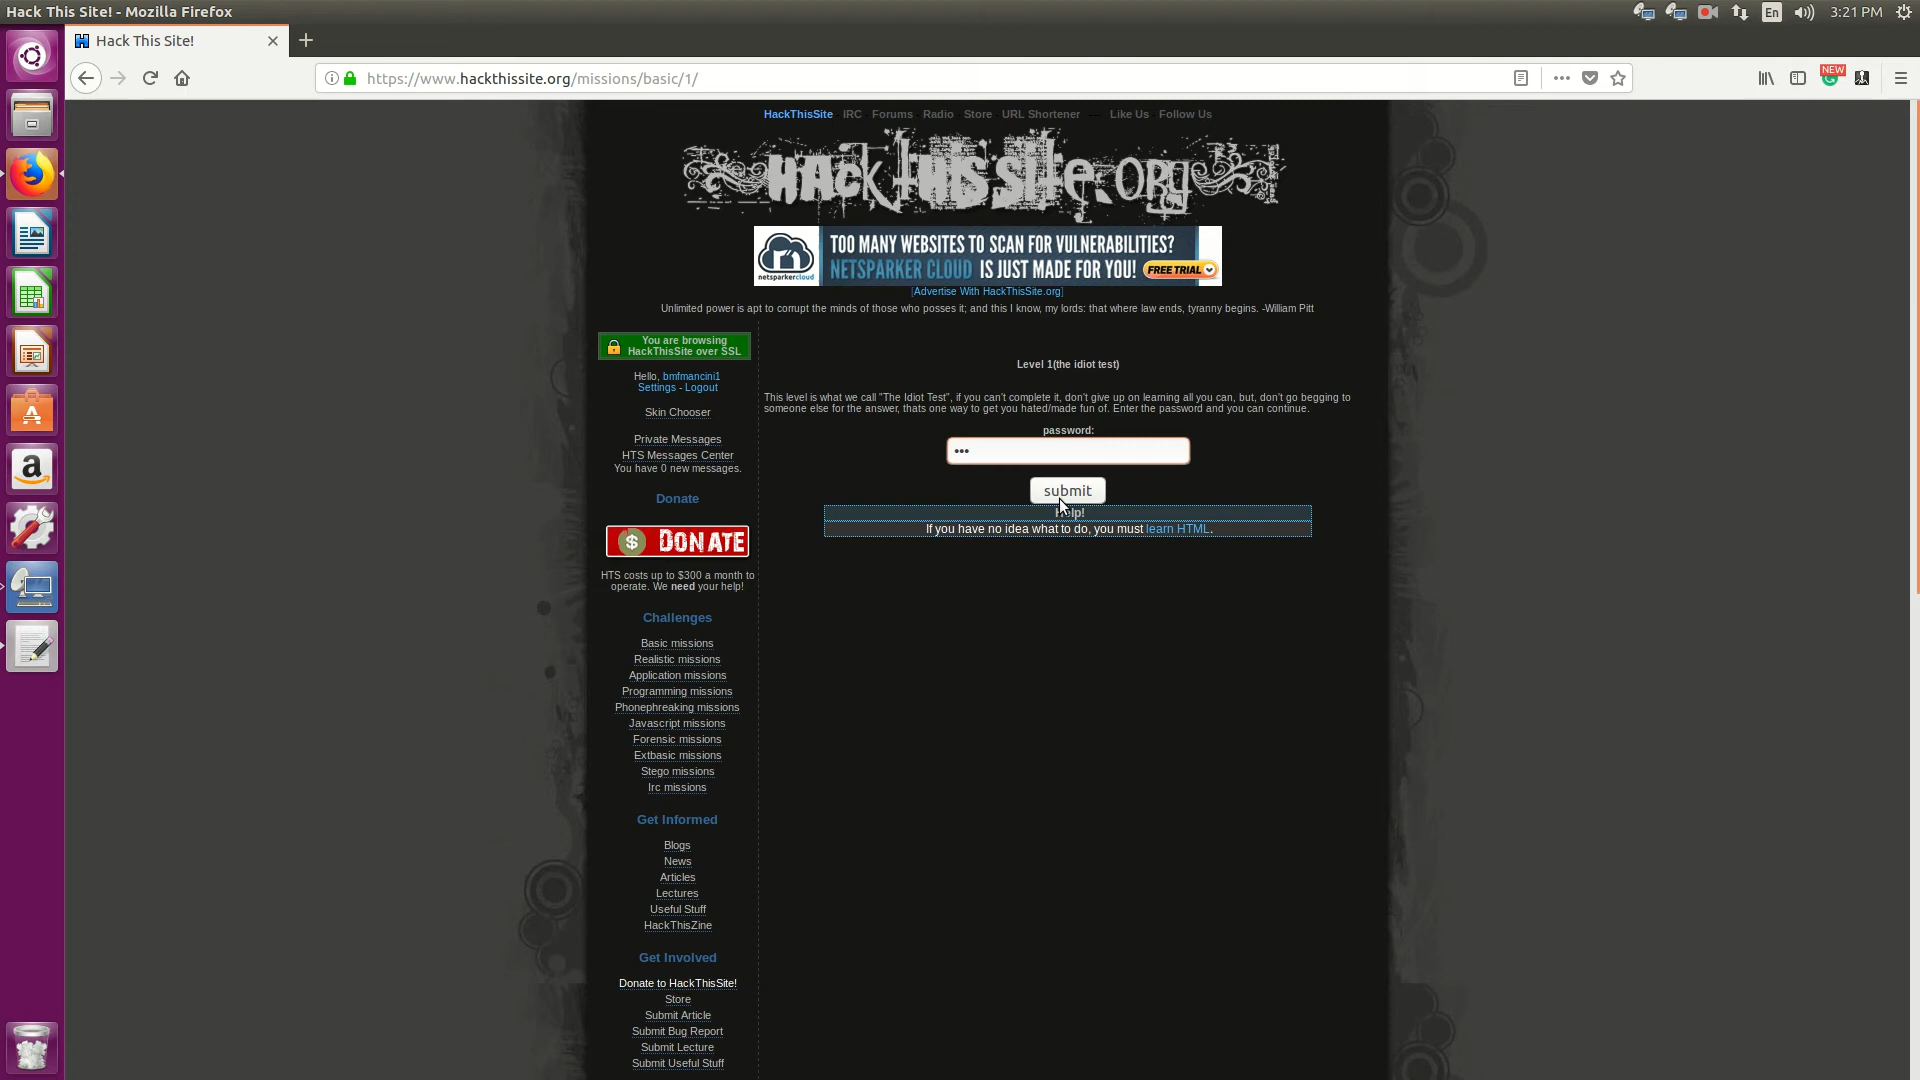 Hack This Site! - Mozilla Firefox
En
3:21 PM
Hack This Site!
https://www.hackthissite.org/missions/basic/1/
NEW
HackThisSite IRC Forums Radio Store URL Shortener — Like Us Follow Us
HACK THIS SITE.ORG
TOO MANY WEBSITES TO SCAN FOR VULNERABILITIES?
NETSPARKER CLOUD IS JUST MADE FOR YOU!
FREE TRIAL
netsparkercloud
[Advertise With HackThisSite.org]
Unlimited power is apt to corrupt the minds of those who posses it; and this I know, my lords: that where law ends, tyranny begins. -William Pitt
You are browsing
HackThisSite over SSL
Hello, bmfmancini1
Settings - Logout
Skin Chooser
Private Messages
HTS Messages Center
You have 0 new messages.
Donate
$ DONATE
HTS costs up to $300 a month to
operate. We need your help!
Challenges
Basic missions
Realistic missions
Application missions
Programming missions
Phonephreaking missions
Javascript missions
Forensic missions
Extbasic missions
Stego missions
Irc missions
Get Informed
Blogs
News
Articles
Lectures
Useful Stuff
HackThisZine
Get Involved
Donate to HackThisSite!
Store
Submit Article
Submit Bug Report
Submit Lecture
Submit Useful Stuff
Level 1(the idiot test)
This level is what we call "The Idiot Test", if you can't complete it, don't give up on learning all you can, but, don't go begging to
someone else for the answer, thats one way to get you hated/made fun of. Enter the password and you can continue.
password:
•••
submit
Help!
If you have no idea what to do, you must learn HTML.